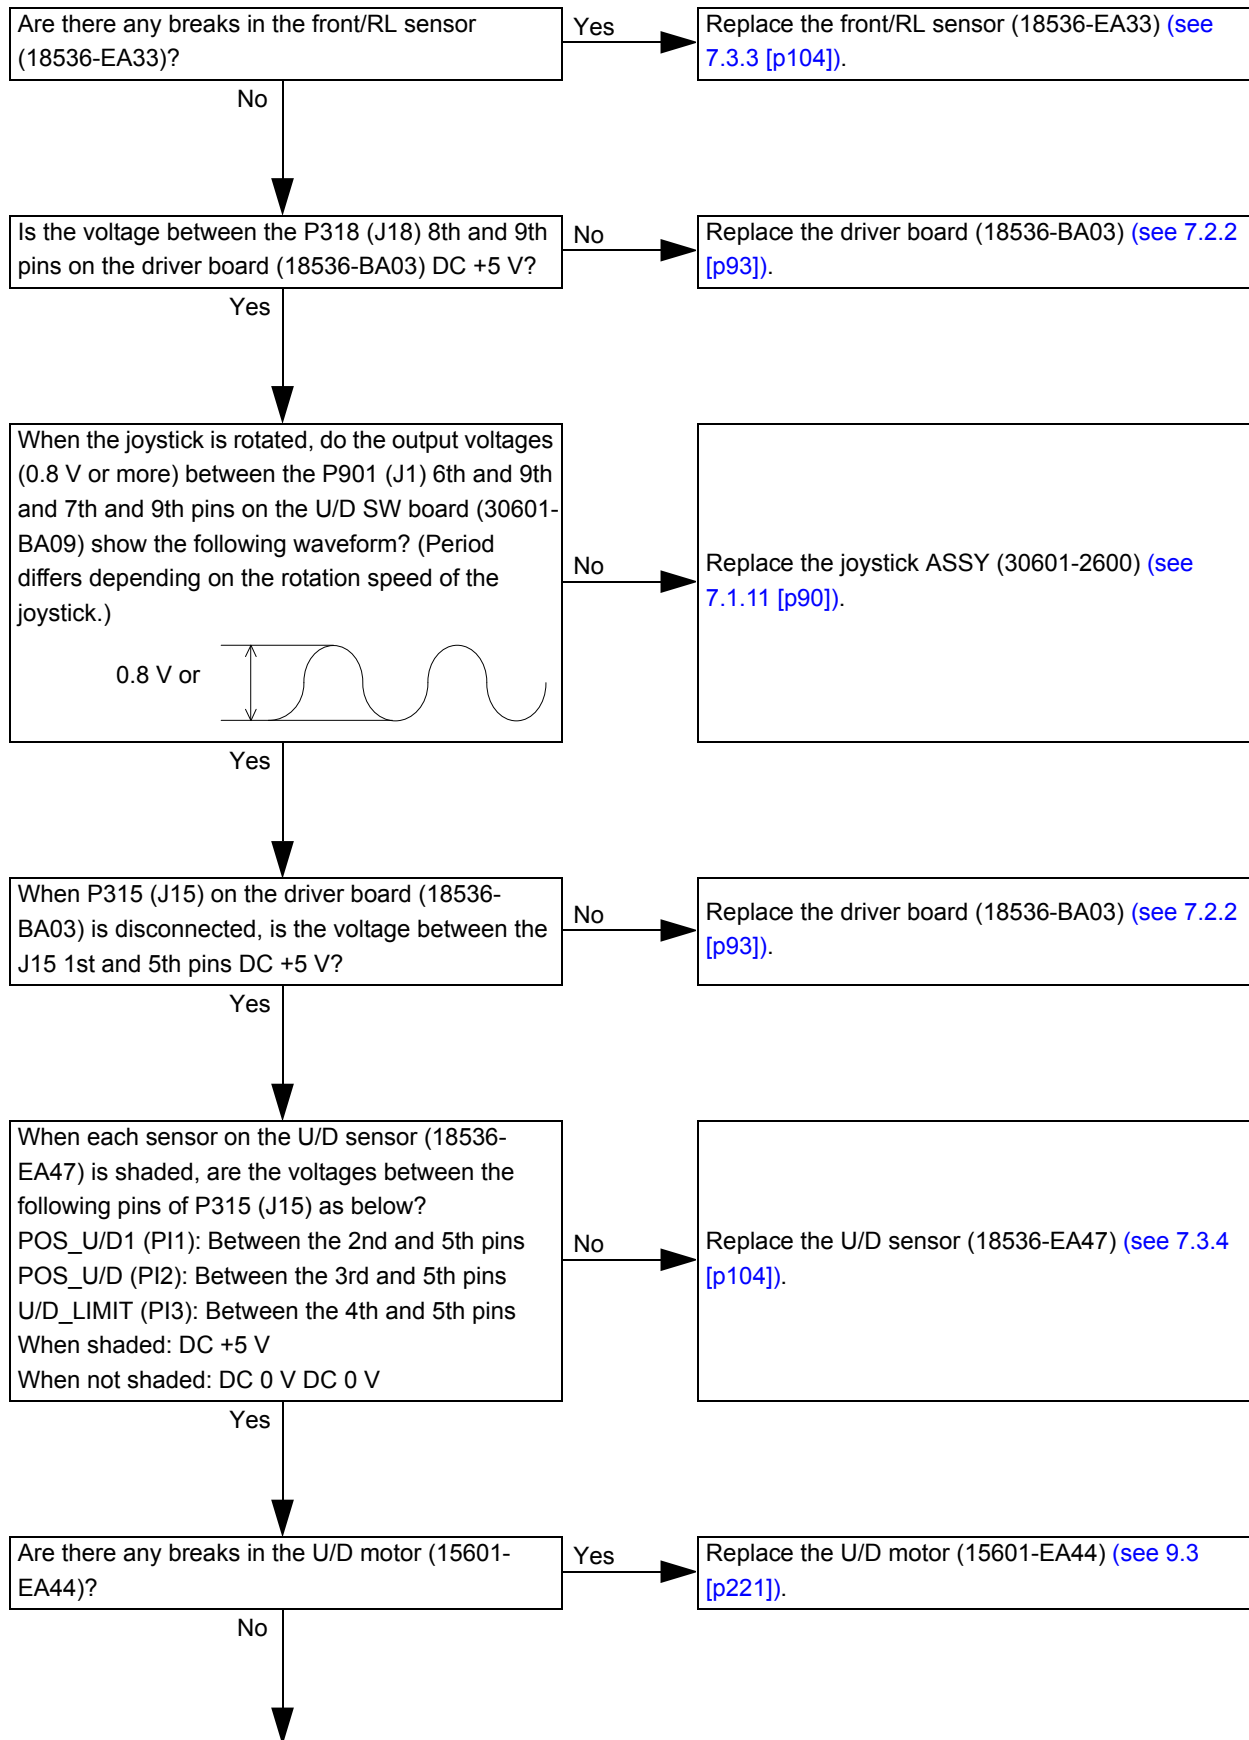 Are there any breaks in the front/RL sensor
(18536-EA33)?
Yes
Replace the front/RL sensor (18536-EA33) (see
7.3.3 [p104]).
No
Is the voltage between the P318 (J18) 8th and 9th
pins on the driver board (18536-BA03) DC +5 V?
No
Replace the driver board (18536-BA03) (see 7.2.2
[p93]).
Yes
When the joystick is rotated, do the output voltages
(0.8 V or more) between the P901 (J1) 6th and 9th
and 7th and 9th pins on the U/D SW board (30601-
BA09) show the following waveform? (Period
differs depending on the rotation speed of the
joystick.)
0.8 V or
No
Replace the joystick ASSY (30601-2600) (see
7.1.11 [p90]).
Yes
When P315 (J15) on the driver board (18536-
BA03) is disconnected, is the voltage between the
J15 1st and 5th pins DC +5 V?
No
Replace the driver board (18536-BA03) (see 7.2.2
[p93]).
Yes
When each sensor on the U/D sensor (18536-
EA47) is shaded, are the voltages between the
following pins of P315 (J15) as below?
POS_U/D1 (PI1): Between the 2nd and 5th pins
POS_U/D (PI2): Between the 3rd and 5th pins
U/D_LIMIT (PI3): Between the 4th and 5th pins
When shaded: DC +5 V
When not shaded: DC 0 V DC 0 V
No
Replace the U/D sensor (18536-EA47) (see 7.3.4
[p104]).
Yes
Are there any breaks in the U/D motor (15601-
EA44)?
Yes
Replace the U/D motor (15601-EA44) (see 9.3
[p221]).
No